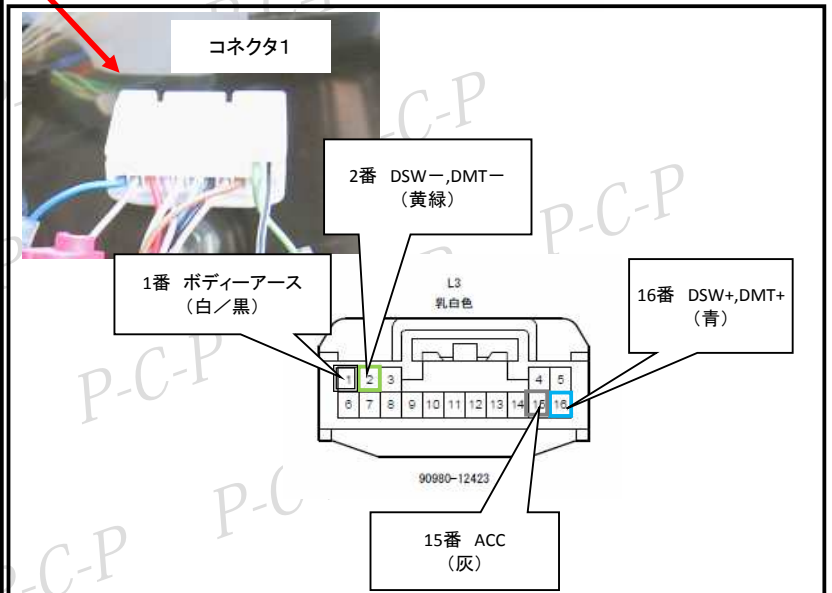 コネクタ1
2番 DSWー,DMTー
(黄緑)
1番 ボディーアース
(白/黒)
L3
乳白色
16番 DSW+,DMT+
(青)
1 2 3 4 5
6 7 8 9 10 11 12 13 14 15 16
90980-12423
15番 ACC
(灰)
P-C-P
P-C-P
P-C-P
P-C-P
P-C-P